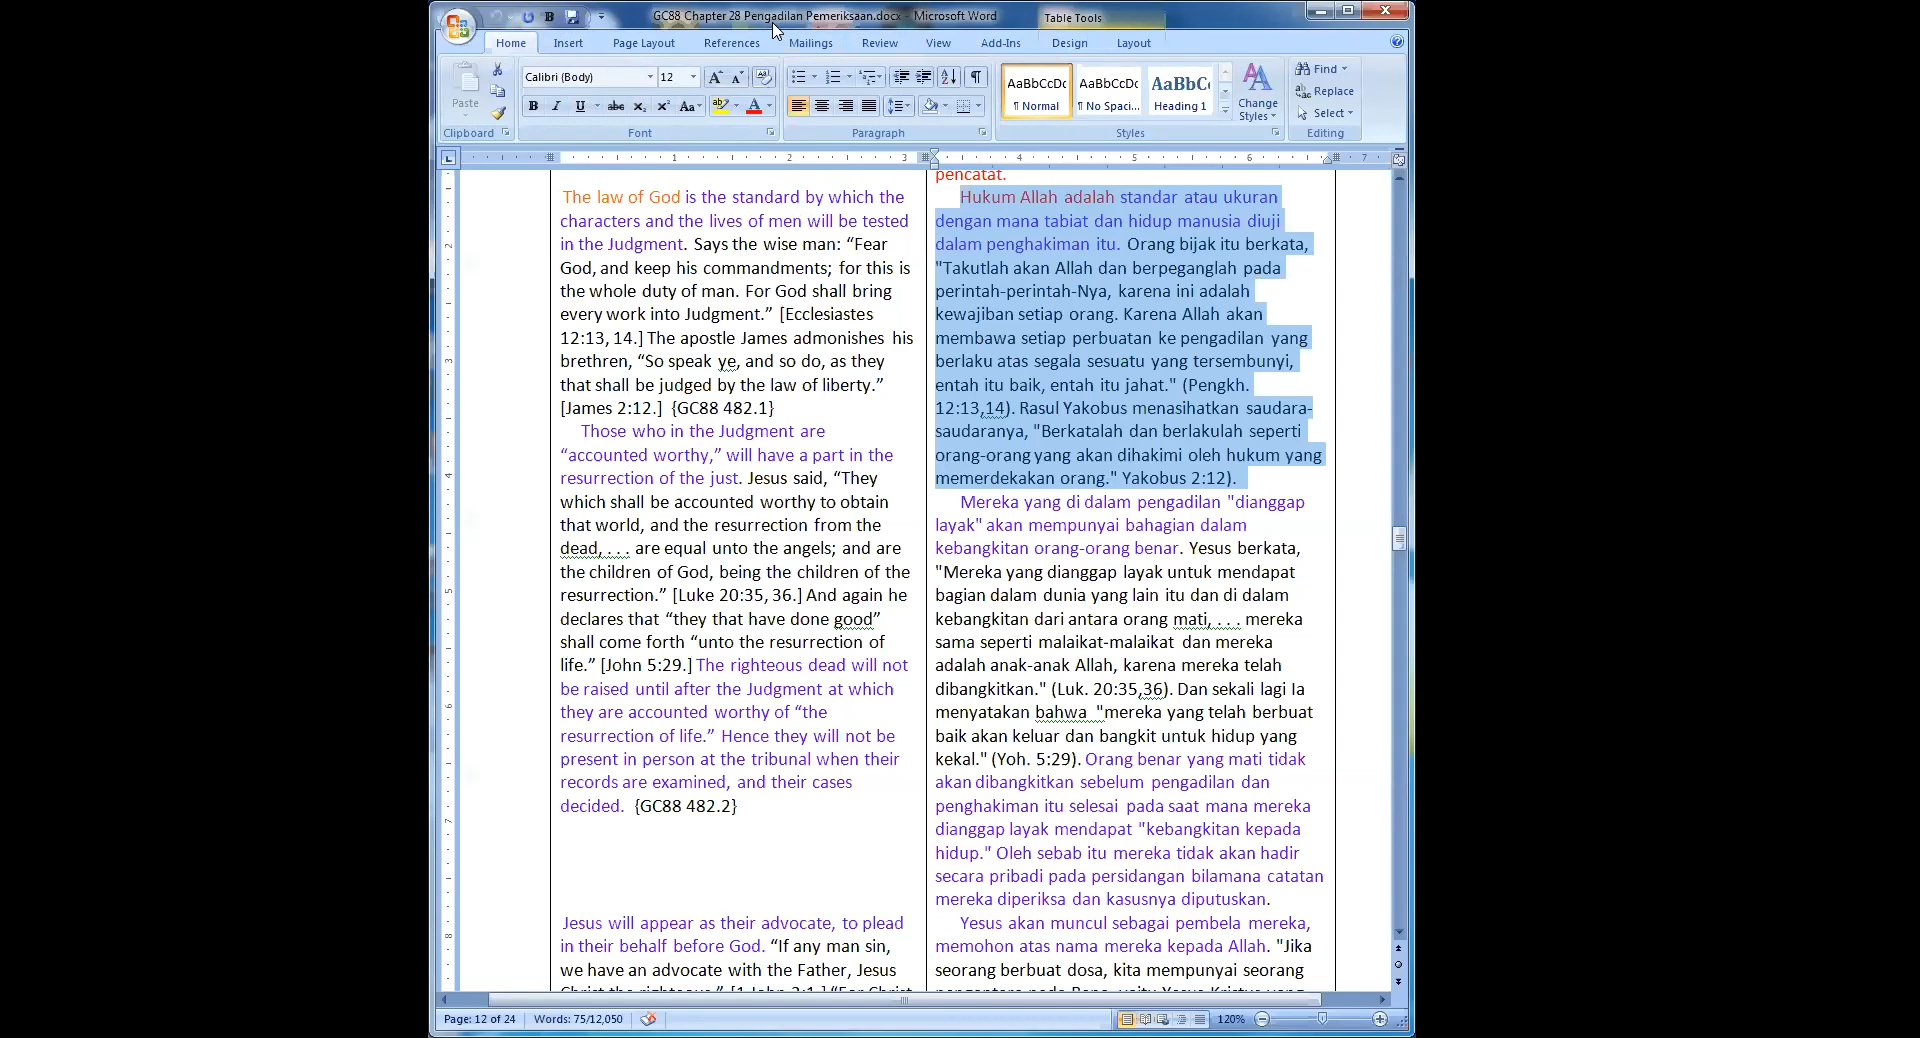 GC88 Chapter 28 Pengadilan Pemeriksaan.docx - Microsoft Word
Table Tools
Home
Insert
Page Layout
References
Mailings
Review
View
Add-Ins
Design
Layout
Paste
Clipboard
Calibri (Body)
12
Font
Paragraph
AaBbCcDc
¶ Normal
AaBbCcDc
¶ No Spaci...
AaBbC
Heading 1
Change
Styles
Styles
Find
Replace
Select
Editing
1 2 3 4 5 6 7
The law of God is the standard by which the
characters and the lives of men will be tested
in the Judgment. Says the wise man: “Fear
God, and keep his commandments; for this is
the whole duty of man. For God shall bring
every work into Judgment.” [Ecclesiastes
12:13, 14.] The apostle James admonishes his
brethren, “So speak ye, and so do, as they
that shall be judged by the law of liberty.”
[James 2:12.] {GC88 482.1}
Those who in the Judgment are
“accounted worthy,” will have a part in the
resurrection of the just. Jesus said, “They
which shall be accounted worthy to obtain
that world, and the resurrection from the
dead, . . . are equal unto the angels; and are
the children of God, being the children of the
resurrection.” [Luke 20:35, 36.] And again he
declares that “they that have done good”
shall come forth “unto the resurrection of
life.” [John 5:29.] The righteous dead will not
be raised until after the Judgment at which
they are accounted worthy of “the
resurrection of life.” Hence they will not be
present in person at the tribunal when their
records are examined, and their cases
decided. {GC88 482.2}
Jesus will appear as their advocate, to plead
in their behalf before God. “If any man sin,
we have an advocate with the Father, Jesus
Christ the righteous.” [1 John 2:1.] “For Christ
pencatat.
Hukum Allah adalah standar atau ukuran
dengan mana tabiat dan hidup manusia diuji
dalam penghakiman itu. Orang bijak itu berkata,
"Takutlah akan Allah dan berpeganglah pada
perintah-perintah-Nya, karena ini adalah
kewajiban setiap orang. Karena Allah akan
membawa setiap perbuatan ke pengadilan yang
berlaku atas segala sesuatu yang tersembunyi,
entah itu baik, entah itu jahat." (Pengkh.
12:13,14). Rasul Yakobus menasihatkan saudara-
saudaranya, "Berkatalah dan berlakulah seperti
orang-orang yang akan dihakimi oleh hukum yang
memerdekakan orang." Yakobus 2:12).
Mereka yang di dalam pengadilan "dianggap
layak" akan mempunyai bahagian dalam
kebangkitan orang-orang benar. Yesus berkata,
"Mereka yang dianggap layak untuk mendapat
bagian dalam dunia yang lain itu dan di dalam
kebangkitan dari antara orang mati, . . . mereka
sama seperti malaikat-malaikat dan mereka
adalah anak-anak Allah, karena mereka telah
dibangkitkan." (Luk. 20:35,36). Dan sekali lagi Ia
menyatakan bahwa "mereka yang telah berbuat
baik akan keluar dan bangkit untuk hidup yang
kekal." (Yoh. 5:29). Orang benar yang mati tidak
akan dibangkitkan sebelum pengadilan dan
penghakiman itu selesai pada saat mana mereka
dianggap layak mendapat "kebangkitan kepada
hidup." Oleh sebab itu mereka tidak akan hadir
secara pribadi pada persidangan bilamana catatan
mereka diperiksa dan kasusnya diputuskan.
Yesus akan muncul sebagai pembela mereka,
memohon atas nama mereka kepada Allah. "Jika
seorang berbuat dosa, kita mempunyai seorang
pengantara pada Bapa, yaitu Yesus Kristus yang
Page: 12 of 24
Words: 75/12,050
120%